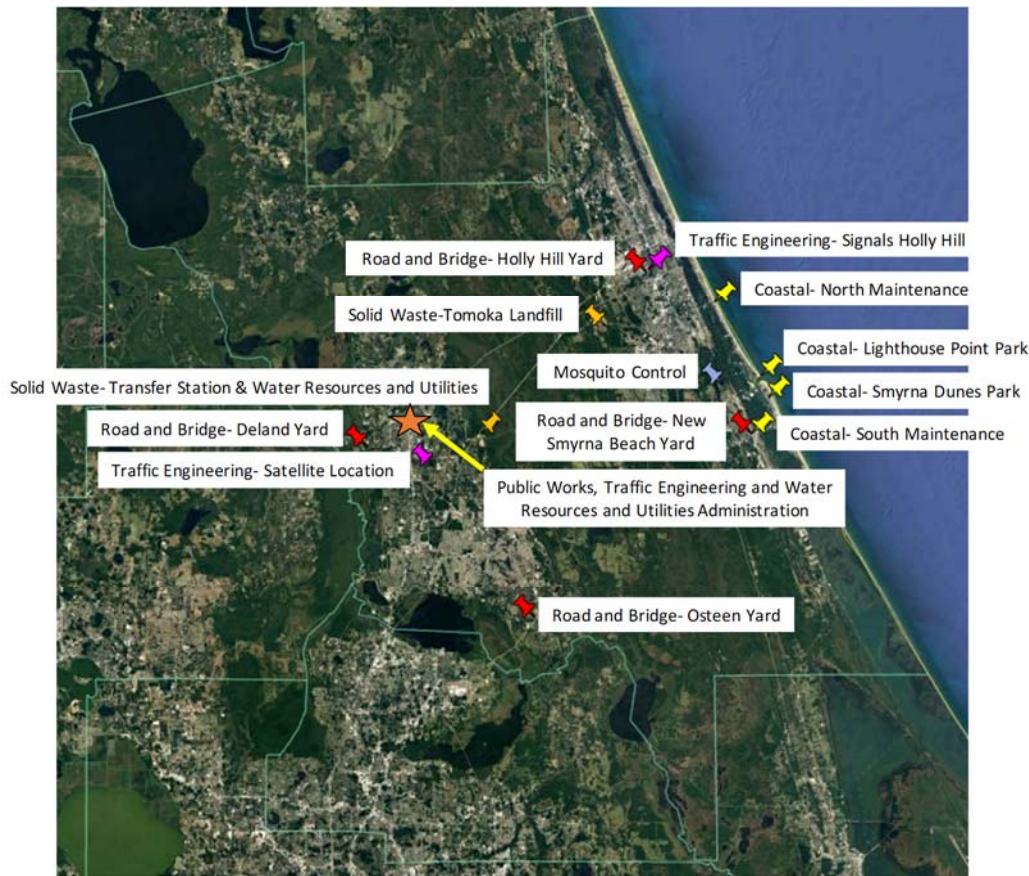 Traffic Engineering- Signals Holly Hill
Road and Bridge- Holly Hill Yard
Coastal- North Maintenance
Solid Waste-Tomoka Landfill
Coastal- Lighthouse Point Park
Mosquito Control
Solid Waste- Transfer Station & Water Resources and Utilities
Coastal- Smyrna Dunes Park
Road and Bridge- Deland Yard
Road and Bridge- New
Smyrna Beach Yard
Coastal- South Maintenance
Traffic Engineering- Satellite Location
Public Works, Traffic Engineering and Water
Resources and Utilities Administration
Road and Bridge- Osteen Yard